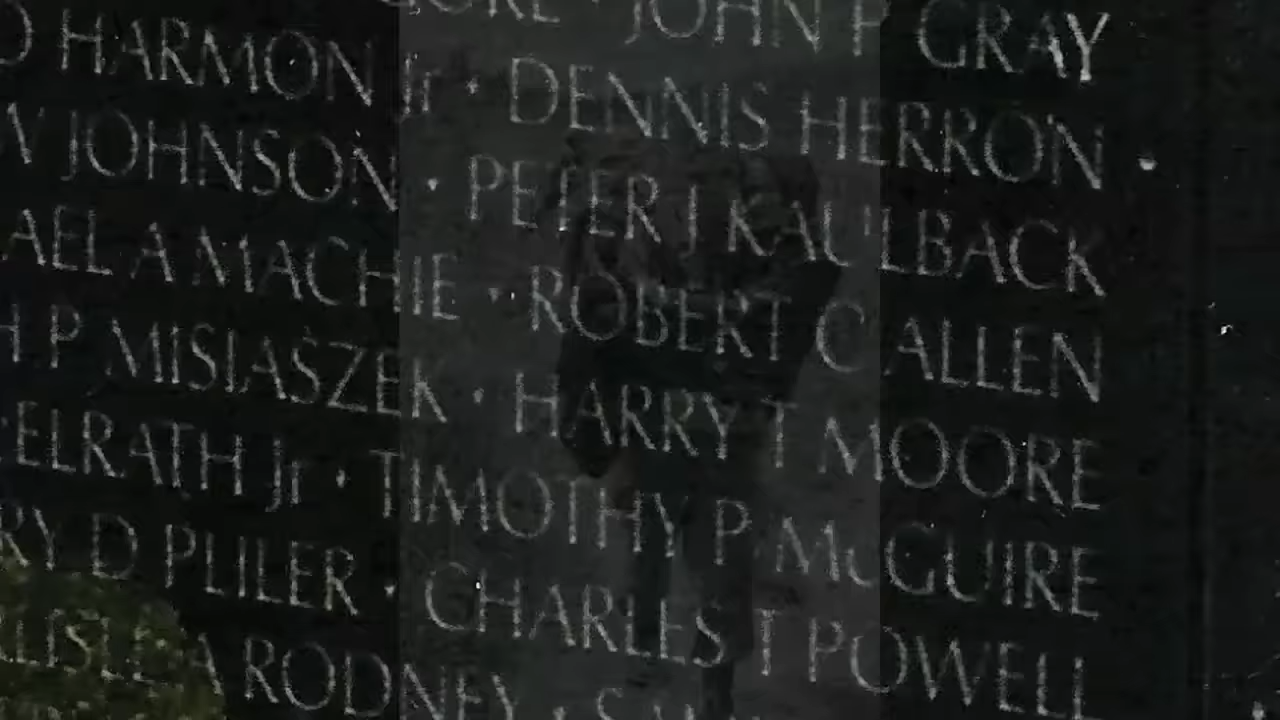 HARMON Jr · DENNIS HERRON ·
JOHN GRAY
JOHNSON · PETER J KAULBACK
A MACHIE · ROBERT C ALLEN
P MISIASZEK · HARRY T MOORE
Jr · TIMOTHY P McGUIRE
D PLILER · CHARLES T POWELL
A RODNEY ·